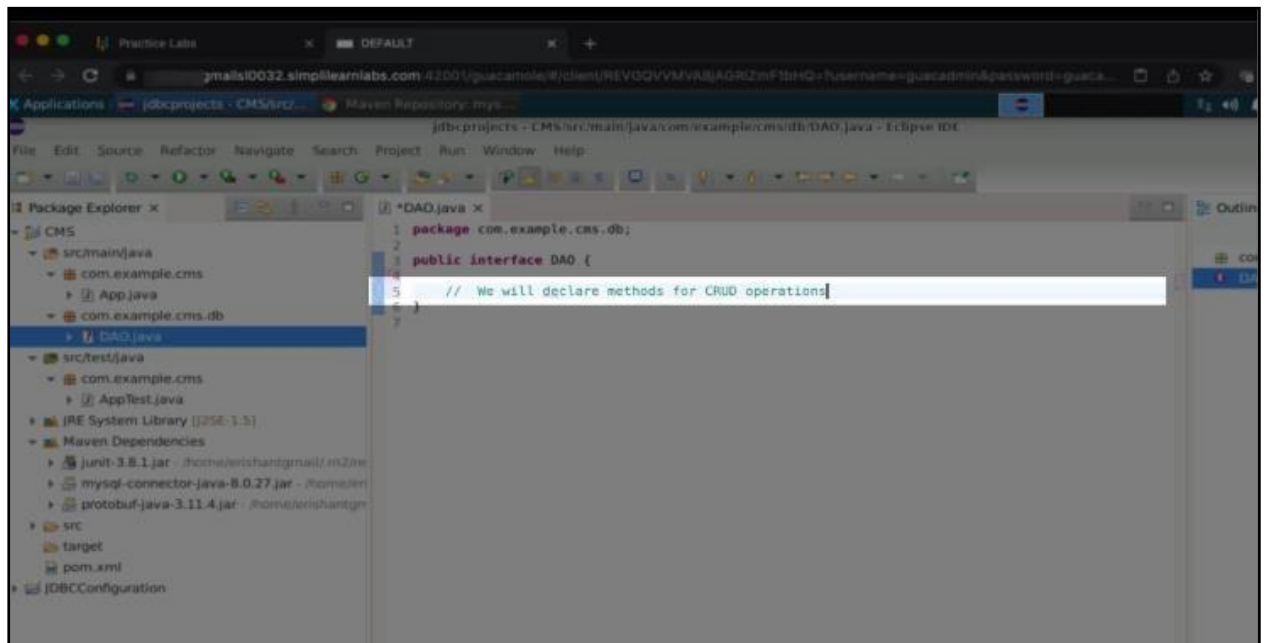 Practice Labs
DEFAULT
gmailsl0032.simplilearnlabs.com
Applications
jdbcprojects - CMS/src/...
Maven Repository: mys...
jdbcprojects - CMS/src/main/java/com/example/cms/db/DAO.java - Eclipse IDE
File Edit Source Refactor Navigate Search Project Run Window Help
Package Explorer
*DAO.java
Outlin
CMS
src/main/java
com.example.cms
App.java
com.example.cms.db
DAO.java
src/test/java
com.example.cms
AppTest.java
JRE System Library [J2SE-1.5]
Maven Dependencies
junit-3.8.1.jar
mysql-connector-java-8.0.27.jar
protobuf-java-3.11.4.jar
src
target
pom.xml
JDBCConfiguration
1 package com.example.cms.db;
2
3 public interface DAO {
4
5 // We will declare methods for CRUD operations
6 }
7